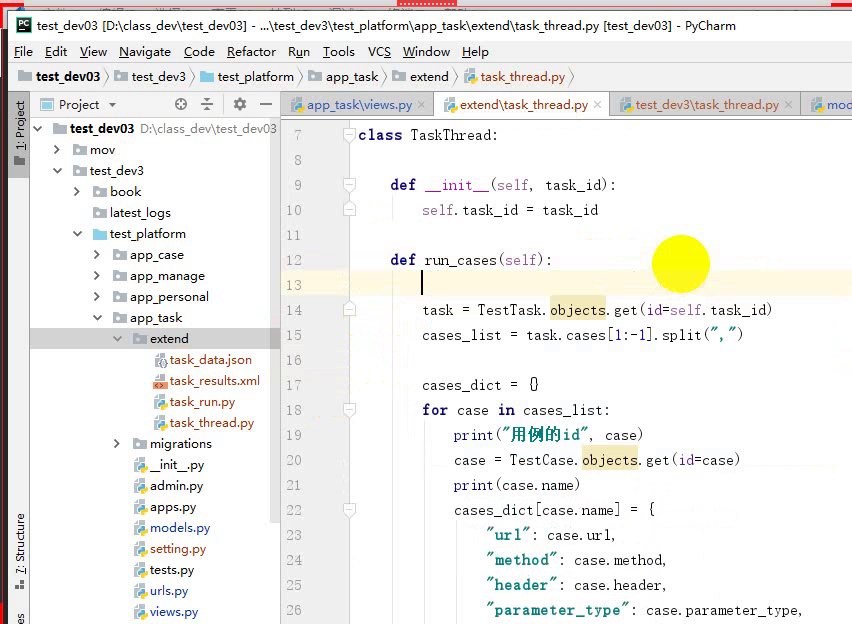 test_dev03 [D:\class_dev\test_dev03] - ...\test_dev3\test_platform\app_task\extend\task_thread.py [test_dev03] - PyCharm
File Edit View Navigate Code Refactor Run Tools VCS Window Help
test_dev03 test_dev3 test_platform app_task extend task_thread.py
1: Project
7: Structure
Project
test_dev03 D:\class_dev\test_dev03
mov
test_dev3
book
latest_logs
test_platform
app_case
app_manage
app_personal
app_task
extend
task_data.json
task_results.xml
task_run.py
task_thread.py
migrations
__init__.py
admin.py
apps.py
models.py
setting.py
tests.py
urls.py
views.py
app_task\views.py extend\task_thread.py test_dev3\task_thread.py mod
7 class TaskThread:
8
9 def __init__(self, task_id):
10 self.task_id = task_id
11
12 def run_cases(self):
13
14 task = TestTask.objects.get(id=self.task_id)
15 cases_list = task.cases[1:-1].split(",")
16
17 cases_dict = {}
18 for case in cases_list:
19 print("用例的id", case)
20 case = TestCase.objects.get(id=case)
21 print(case.name)
22 cases_dict[case.name] = {
23 "url": case.url,
24 "method": case.method,
25 "header": case.header,
26 "parameter_type": case.parameter_type,